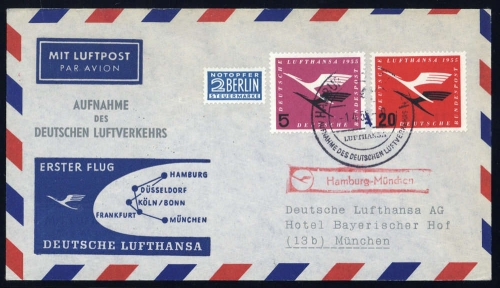 MIT LUFTPOST
PAR AVION
AUFNAHME
DES
DEUTSCHEN LUFTVERKEHRS
ERSTER FLUG
HAMBURG
DÜSSELDORF
KÖLN/BONN
FRANKFURT
MÜNCHEN
DEUTSCHE LUFTHANSA
NOTOPFER
2 BERLIN
STEUERMARKE
DEUTSCHE LUFTHANSA 1955
DEUTSCHE BUNDESPOST
5
DEUTSCHE LUFTHANSA 1955
DEUTSCHE BUNDESPOST
20
LUFTHANSA
AUFNAHME DES DEUTSCHEN LUFTVERKEHRS
Hamburg-München
Deutsche Lufthansa AG
Hotel Bayerischer Hof
(13b) München